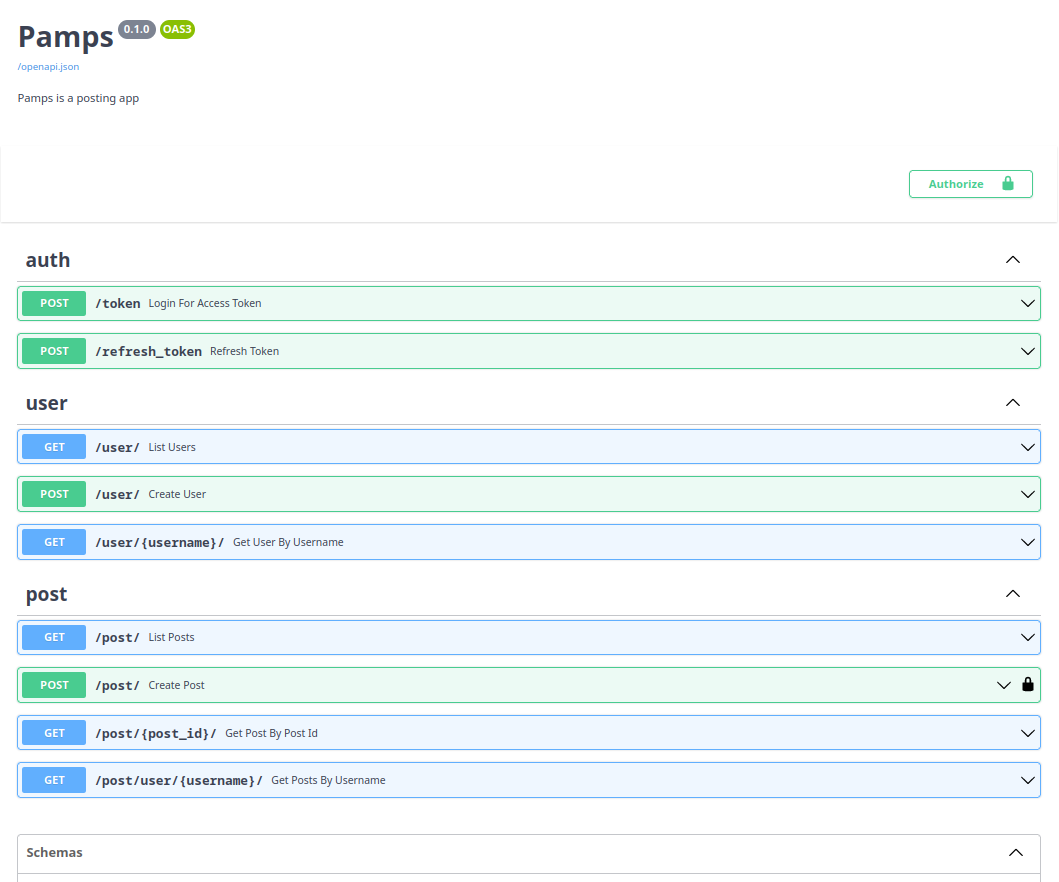 Pamps 0.1.0 OAS3
/openapi.json
Pamps is a posting app
Authorize
auth
POST /token Login For Access Token
POST /refresh_token Refresh Token
user
GET /user/ List Users
POST /user/ Create User
GET /user/{username}/ Get User By Username
post
GET /post/ List Posts
POST /post/ Create Post
GET /post/{post_id}/ Get Post By Post Id
GET /post/user/{username}/ Get Posts By Username
Schemas